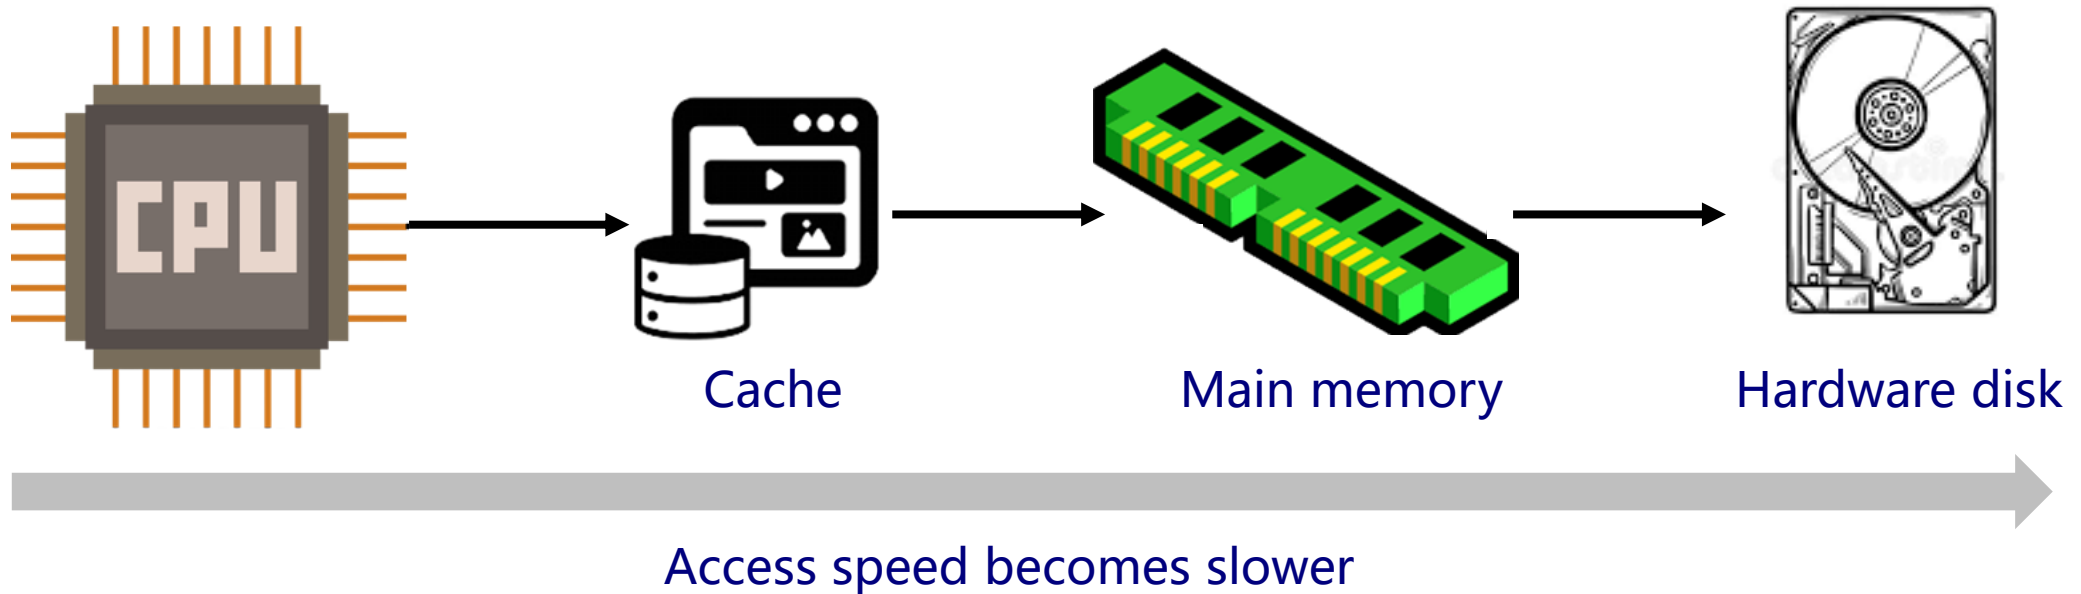 CPU
Cache
Main memory
Hardware disk
Access speed becomes slower